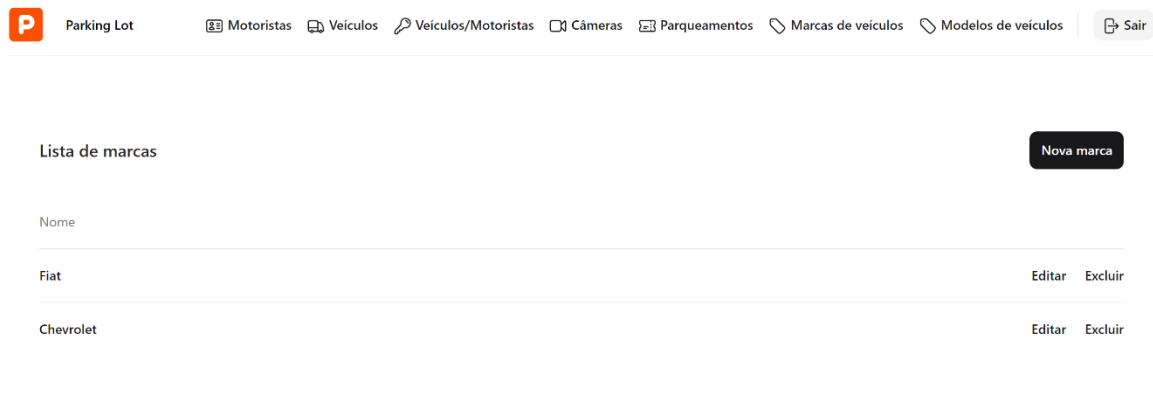 P Parking Lot Motoristas Veículos Veículos/Motoristas Câmeras Parqueamentos Marcas de veículos Modelos de veículos Sair
Lista de marcas Nova marca
Nome
Fiat Editar Excluir
Chevrolet Editar Excluir